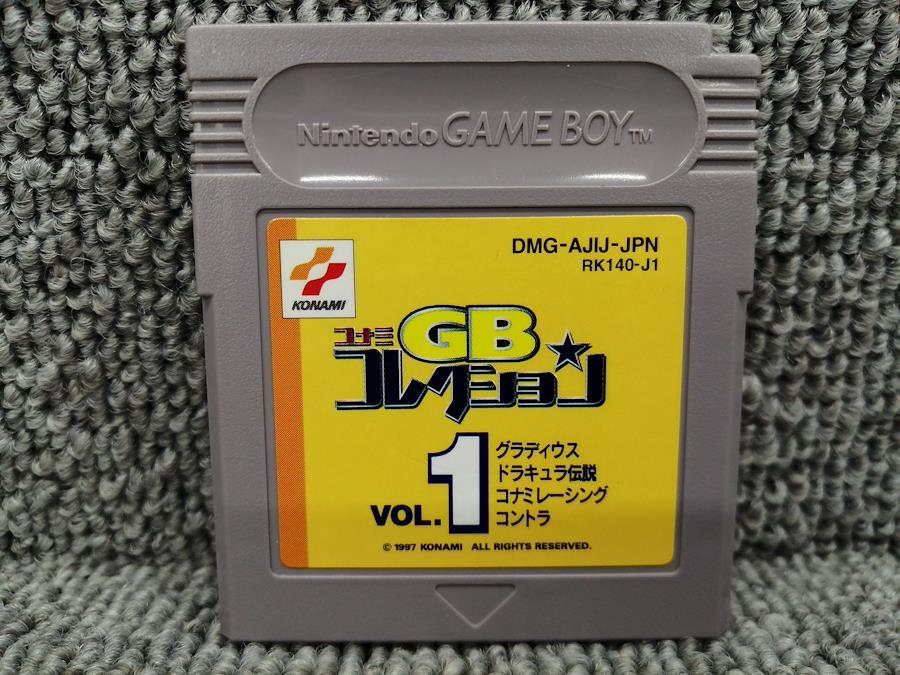 Nintendo GAME BOY TM
KONAMI
DMG-AJIJ-JPN
RK140-J1
コナミ GB
コレクション
VOL.1
グラディウス
ドラキュラ伝説
コナミレーシング
コントラ
© 1997 KONAMI ALL RIGHTS RESERVED.